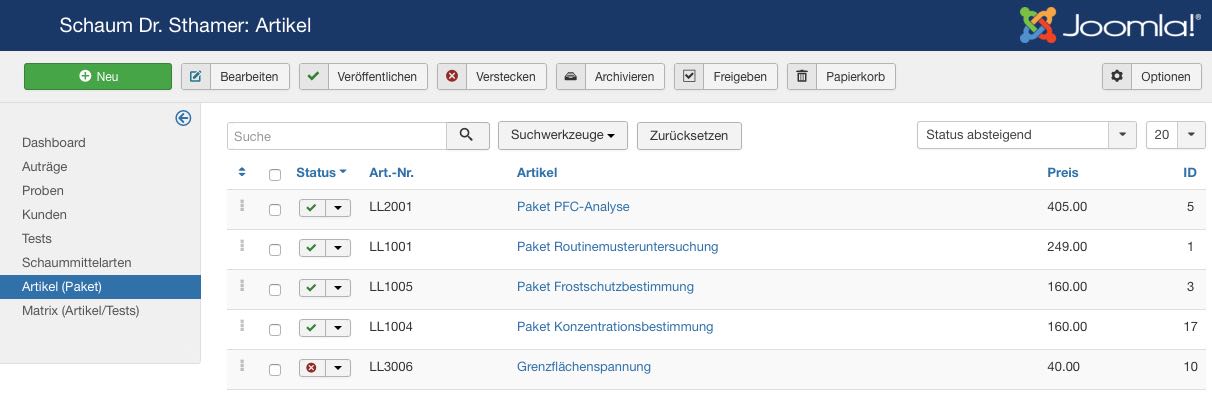 Schaum Dr. Sthamer: Artikel
Joomla!®
Neu Bearbeiten Veröffentlichen Verstecken Archivieren Freigeben Papierkorb Optionen
Dashboard
Auträge
Proben
Kunden
Tests
Schaummittelarten
Artikel (Paket)
Matrix (Artikel/Tests)
Suche Suchwerkzeuge Zurücksetzen Status absteigend 20
Status Art.-Nr. Artikel Preis ID
LL2001 Paket PFC-Analyse 405.00 5
LL1001 Paket Routinemusteruntersuchung 249.00 1
LL1005 Paket Frostschutzbestimmung 160.00 3
LL1004 Paket Konzentrationsbestimmung 160.00 17
LL3006 Grenzflächenspannung 40.00 10